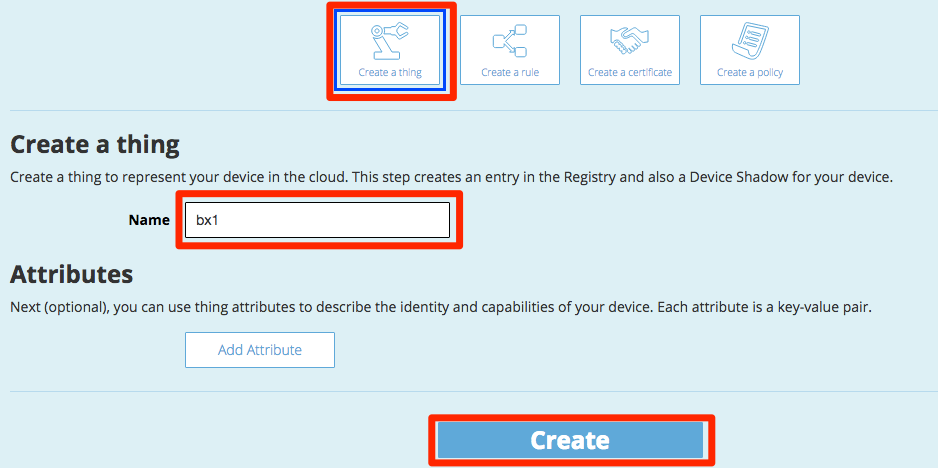 Create a thing
Create a rule
Create a certificate
Create a policy
Create a thing
Create a thing to represent your device in the cloud. This step creates an entry in the Registry and also a Device Shadow for your device.
Name
bx1
Attributes
Next (optional), you can use thing attributes to describe the identity and capabilities of your device. Each attribute is a key-value pair.
Add Attribute
Create